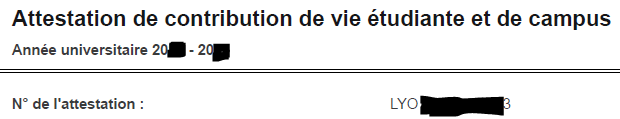 Attestation de contribution de vie étudiante et de campus
Année universitaire 20 - 20
N° de l'attestation : LYO 3